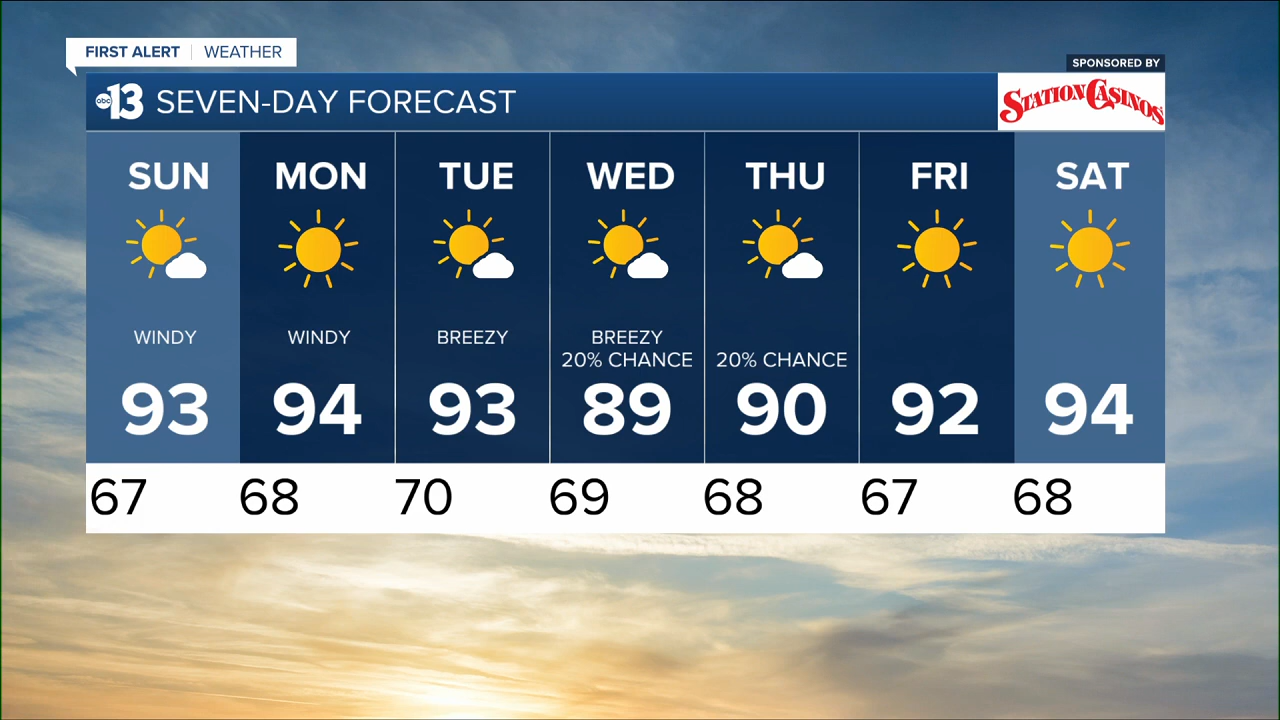 FIRST ALERT WEATHER
SPONSORED BY
abc 13 SEVEN-DAY FORECAST
STATION CASINOS
SUN MON TUE WED THU FRI SAT
WINDY WINDY BREEZY BREEZY
20% CHANCE 20% CHANCE
93 94 93 89 90 92 94
67 68 70 69 68 67 68